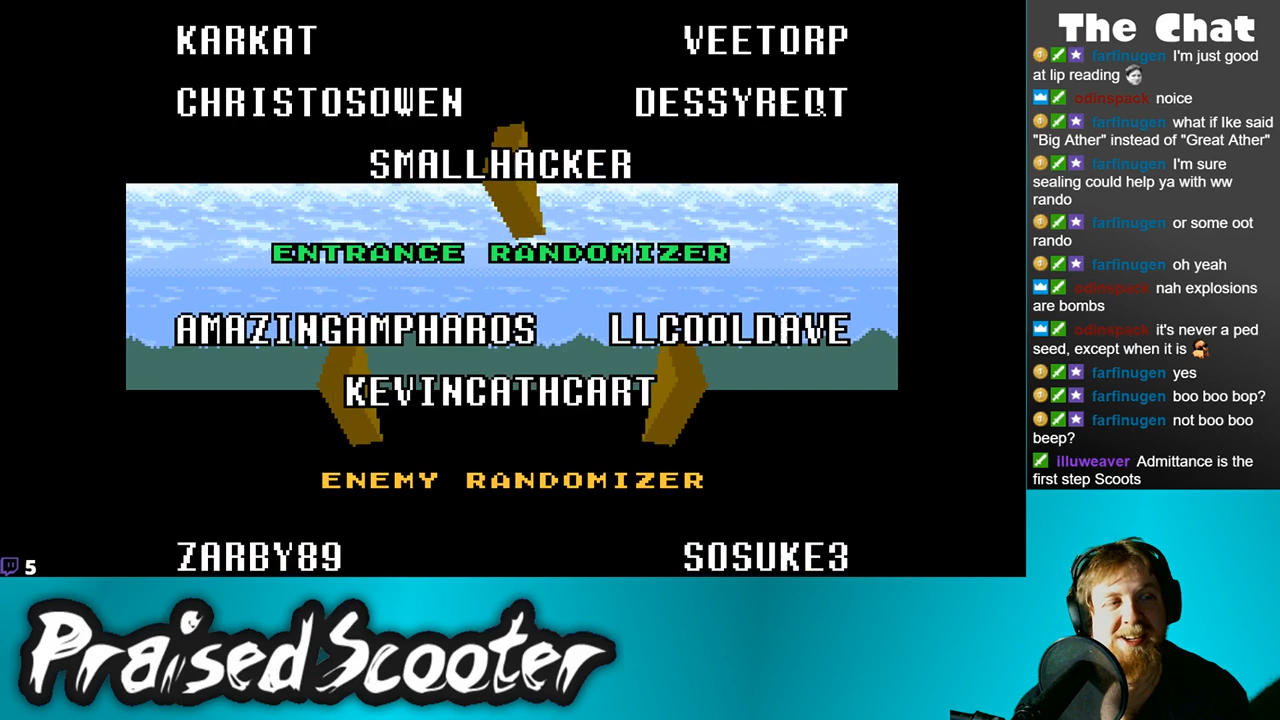 KARKAT VEETORP
CHRISTOSOWEN DESSYREQT
SMALLHACKER
ENTRANCE RANDOMIZER
AMAZINGAMPHAROS LLCOOLDAVE
KEVINCATHCART
ENEMY RANDOMIZER
ZARBY89 SOSUKE3
5
PraisedScooter
The Chat
farfinugen I'm just good
at lip reading
odinspack noice
farfinugen what if Ike said
"Big Ather" instead of "Great Ather"
farfinugen I'm sure
sealing could help ya with ww
rando
farfinugen or some oot
rando
farfinugen oh yeah
odinspack nah explosions
are bombs
odinspack it's never a ped
seed, except when it is
farfinugen yes
farfinugen boo boo bop?
farfinugen not boo boo
beep?
illuweaver Admittance is the
first step Scoots